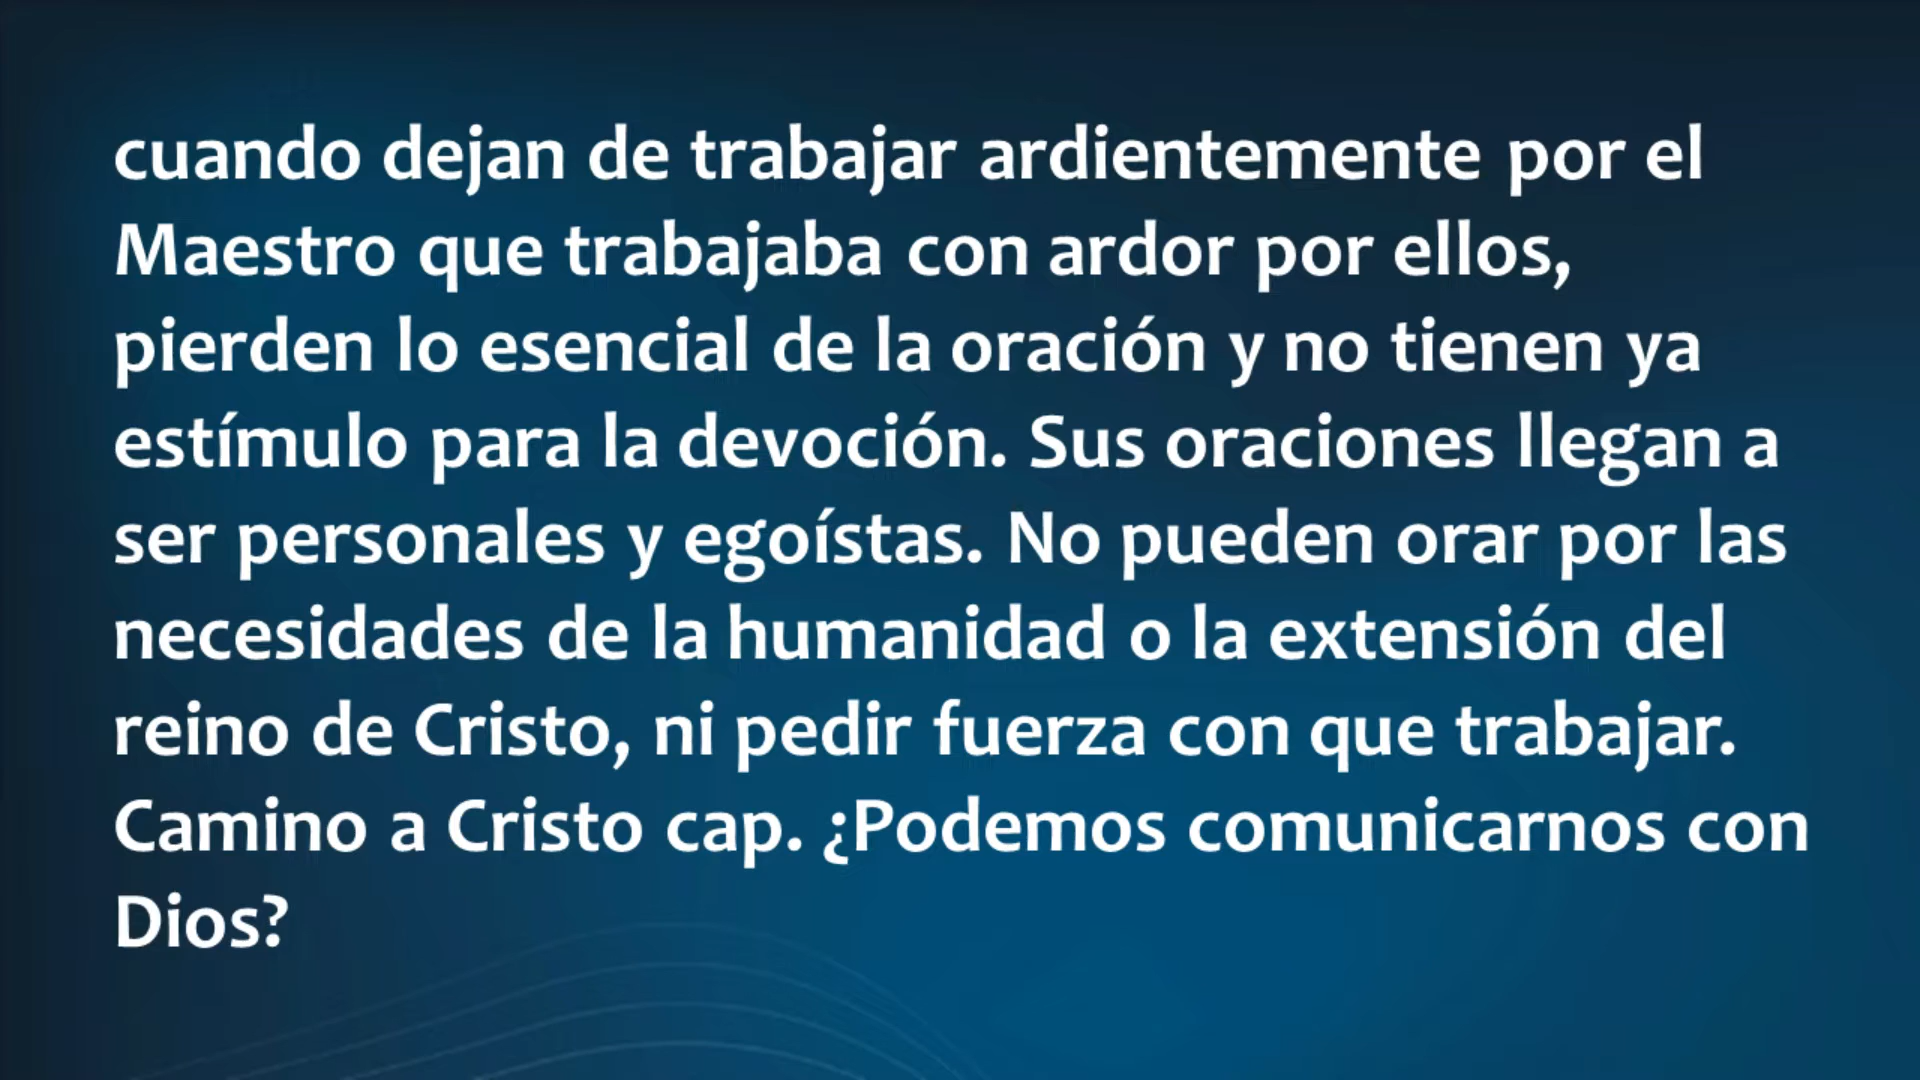 cuando dejan de trabajar ardientemente por el
Maestro que trabajaba con ardor por ellos,
pierden lo esencial de la oración y no tienen ya
estímulo para la devoción. Sus oraciones llegan a
ser personales y egoístas. No pueden orar por las
necesidades de la humanidad o la extensión del
reino de Cristo, ni pedir fuerza con que trabajar.
Camino a Cristo cap. ¿Podemos comunicarnos con
Dios?